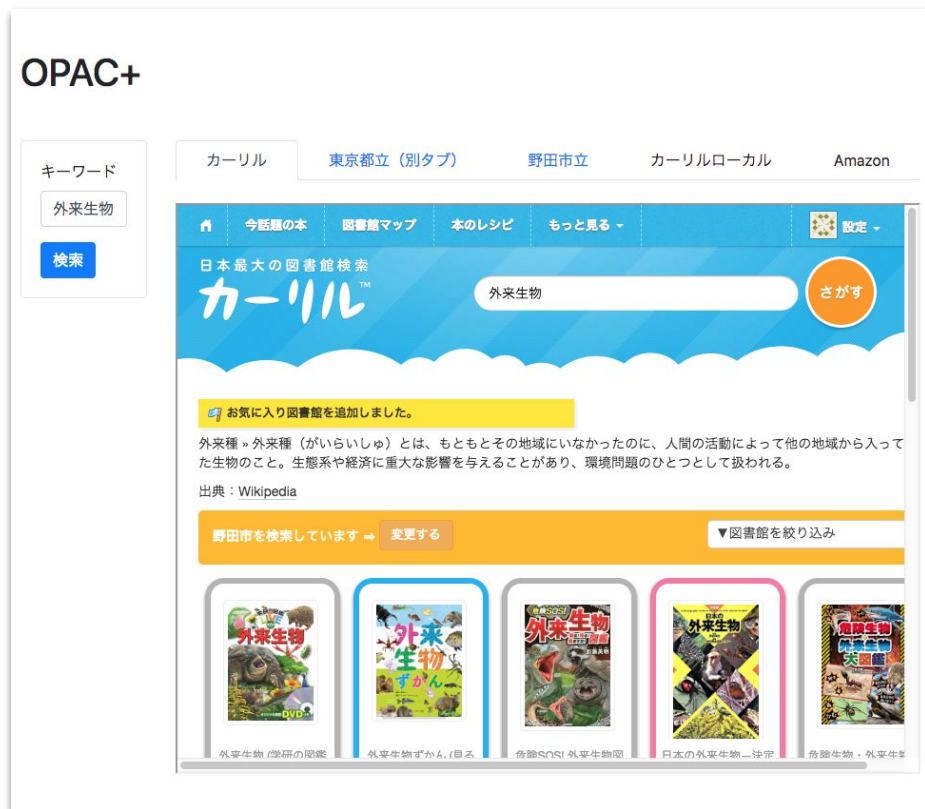 OPAC+
キーワード
外来生物
検索
カーリル
東京都立（別タブ）
野田市立
カーリルローカル
Amazon
今話題の本
図書館マップ
本のレシピ
もっと見る
設定
日本最大の図書館検索
カーリル™
外来生物
さがす
お気に入り図書館を追加しました。
外来種 » 外来種（がいらいしゅ）とは、もともとその地域にいなかったのに、人間の活動によって他の地域から入って
た生物のこと。生態系や経済に重大な影響を与えることがあり、環境問題のひとつとして扱われる。
出典：Wikipedia
野田市を検索しています ⇒ 変更する
▼図書館を絞り込み
LIVE
外来生物
DVD
外来生物ずかん
危険SOS!
外来生物図鑑
日本の
外来生物
危険生物
外来生物
大図鑑
外来生物 (学研の図鑑
外来生物ずかん (見る
危険SOS! 外来生物図
日本の外来生物―決定
危険生物・外来生物